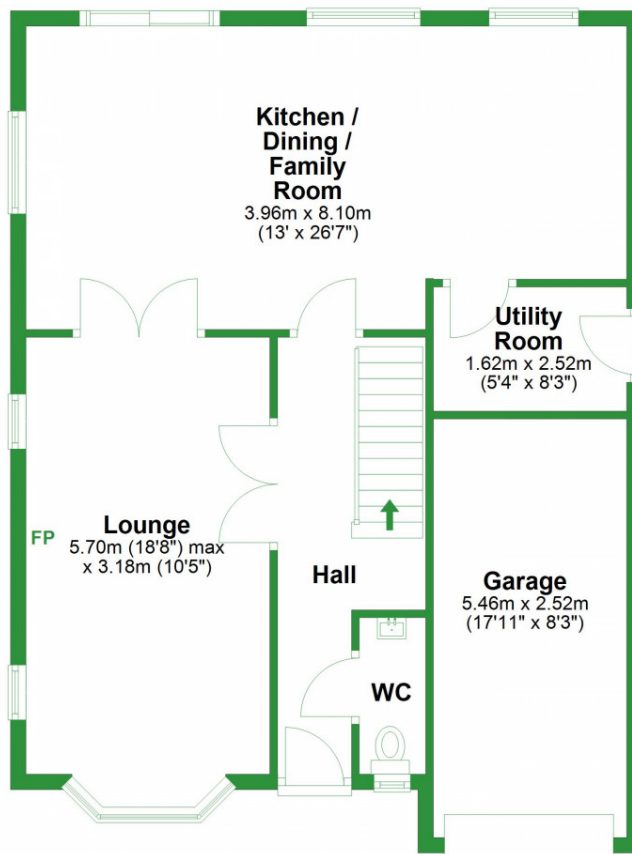 Kitchen /
Dining /
Family
Room
3.96m x 8.10m
(13' x 26'7")
Utility
Room
1.62m x 2.52m
(5'4" x 8'3")
FP
Lounge
5.70m (18'8") max
x 3.18m (10'5")
Hall
Garage
5.46m x 2.52m
(17'11" x 8'3")
WC